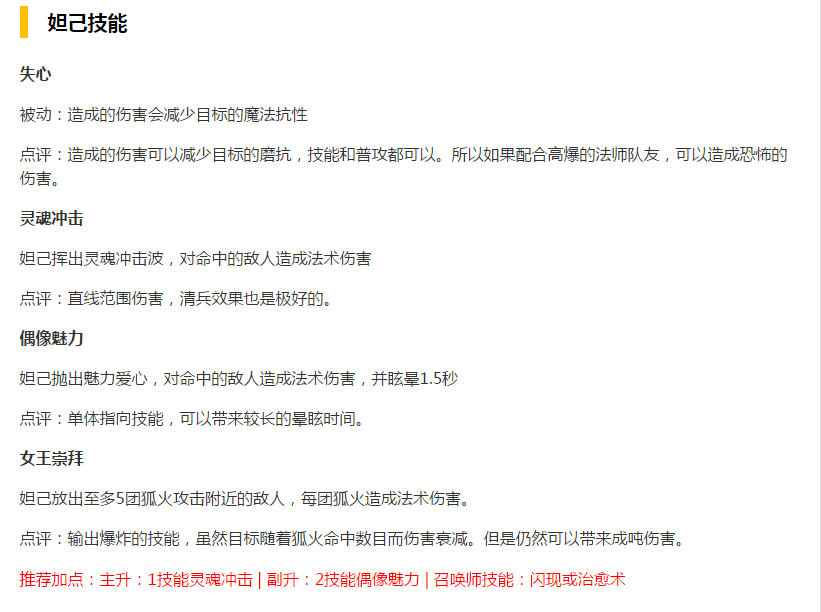 妲己技能
失心
被动：造成的伤害会减少目标的魔法抗性
点评：造成的伤害可以减少目标的磨抗，技能和普攻都可以。所以如果配合高爆的法师队友，可以造成恐怖的
伤害。
灵魂冲击
妲己挥出灵魂冲击波，对命中的敌人造成法术伤害
点评：直线范围伤害，清兵效果也是极好的。
偶像魅力
妲己抛出魅力爱心，对命中的敌人造成法术伤害，并眩晕1.5秒
点评：单体指向技能，可以带来较长的晕眩时间。
女王崇拜
妲己放出至多5团狐火攻击附近的敌人，每团狐火造成法术伤害。
点评：输出爆炸的技能，虽然目标随着狐火命中数目而伤害衰减。但是仍然可以带来成吨伤害。
推荐加点：主升：1技能灵魂冲击 | 副升：2技能偶像魅力 | 召唤师技能：闪现或治愈术